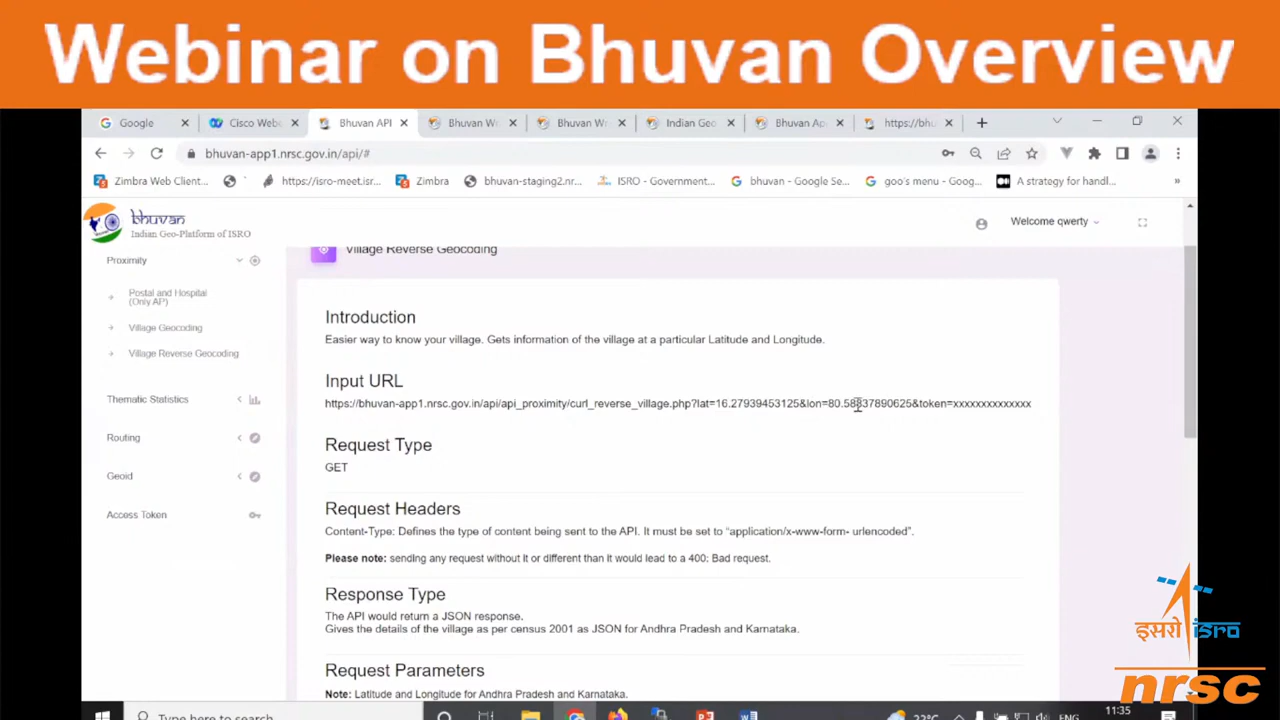 Webinar on Bhuvan Overview
Google
Cisco Web
Bhuvan API
Bhuvan W
Bhuvan W
Indian Geo
Bhuvan Ap
https://bhu
bhuvan-app1.nrsc.gov.in/api/#
Zimbra Web Client...
https://isro-meet.isr...
Zimbra
bhuvan-staging2.nr...
ISRO - Government...
bhuvan - Google Se...
goo's menu - Goog...
A strategy for handl...
»
bhuvan
Indian Geo-Platform of ISRO
Welcome qwerty
Proximity
Postal and Hospital
(Only AP)
Village Geocoding
Village Reverse Geocoding
Thematic Statistics
Routing
Geoid
Access Token
Village Reverse Geocoding
Introduction
Easier way to know your village. Gets information of the village at a particular Latitude and Longitude.
Input URL
https://bhuvan-app1.nrsc.gov.in/api/api_proximity/curl_reverse_village.php?lat=16.27939453125&lon=80.58837890625&token=xxxxxxxxxxxxxx
Request Type
GET
Request Headers
Content-Type: Defines the type of content being sent to the API. It must be set to “application/x-www-form- urlencoded”.
Please note: sending any request without it or different than it would lead to a 400: Bad request.
Response Type
The API would return a JSON response.
Gives the details of the village as per census 2001 as JSON for Andhra Pradesh and Karnataka.
Request Parameters
Note: Latitude and Longitude for Andhra Pradesh and Karnataka.
इसरो isro
nrsc
Type here to search
ENG
11:35